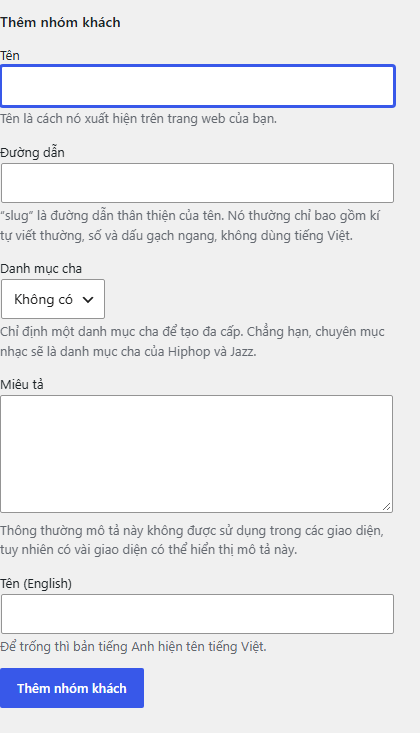 Thêm nhóm khách
Tên
Tên là cách nó xuất hiện trên trang web của bạn.
Đường dẫn
“slug” là đường dẫn thân thiện của tên. Nó thường chỉ bao gồm kí
tự viết thường, số và dấu gạch ngang, không dùng tiếng Việt.
Danh mục cha
Không có
Chỉ định một danh mục cha để tạo đa cấp. Chẳng hạn, chuyên mục
nhạc sẽ là danh mục cha của Hiphop và Jazz.
Miêu tả
Thông thường mô tả này không được sử dụng trong các giao diện,
tuy nhiên có vài giao diện có thể hiển thị mô tả này.
Tên (English)
Để trống thì bản tiếng Anh hiện tên tiếng Việt.
Thêm nhóm khách